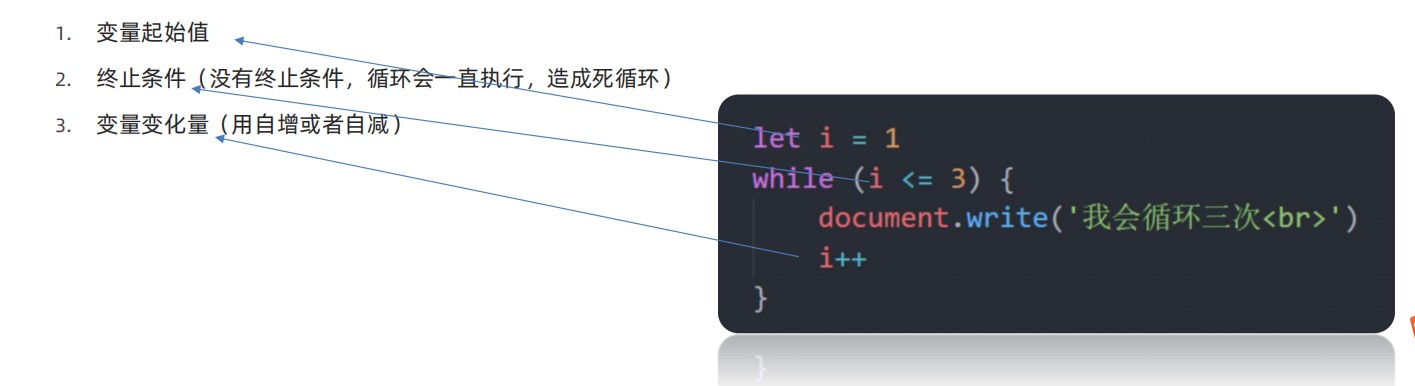 1. 变量起始值
2. 终止条件（没有终止条件，循环会一直执行，造成死循环）
3. 变量变化量（用自增或者自减）
let i = 1
while (i <= 3) {
    document.write('我会循环三次<br>')
    i++
}